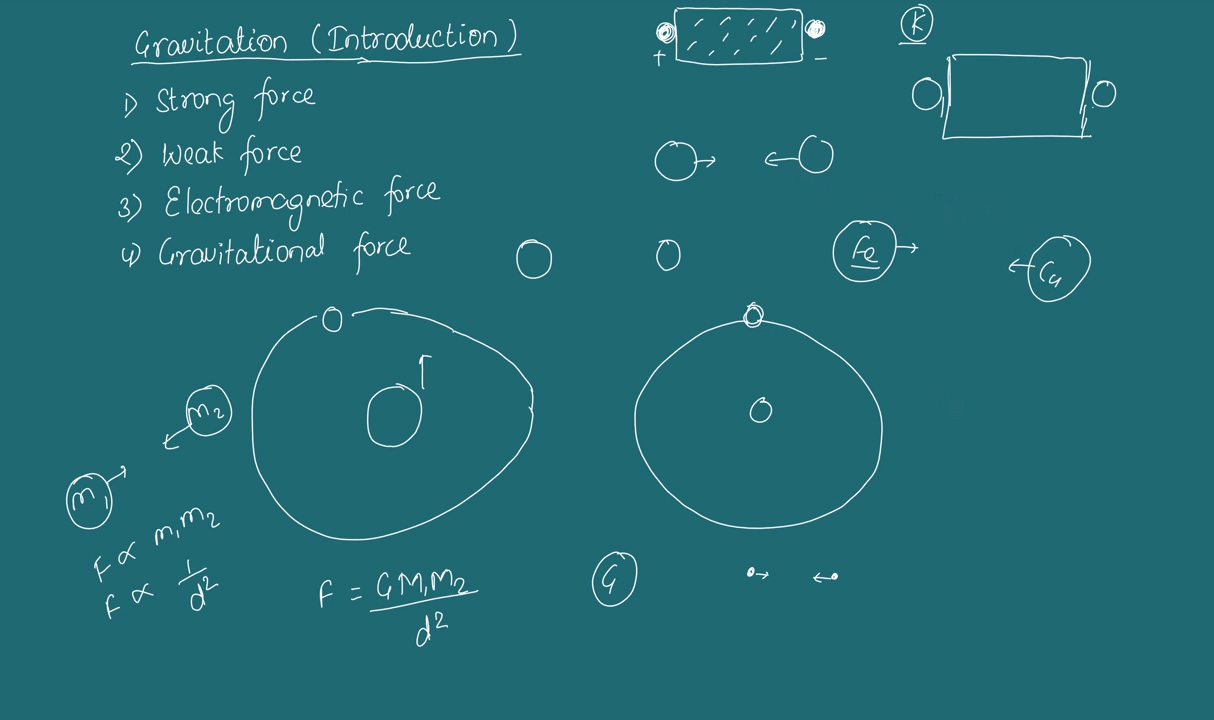 Gravitation (Introduction)
1) Strong force
2) Weak force
3) Electromagnetic force
4) Gravitational force
+ −
K
Fe
Cu
m2
m1
F ∝ m1m2
F ∝ 1/d²
F = GM1M2/d²
G